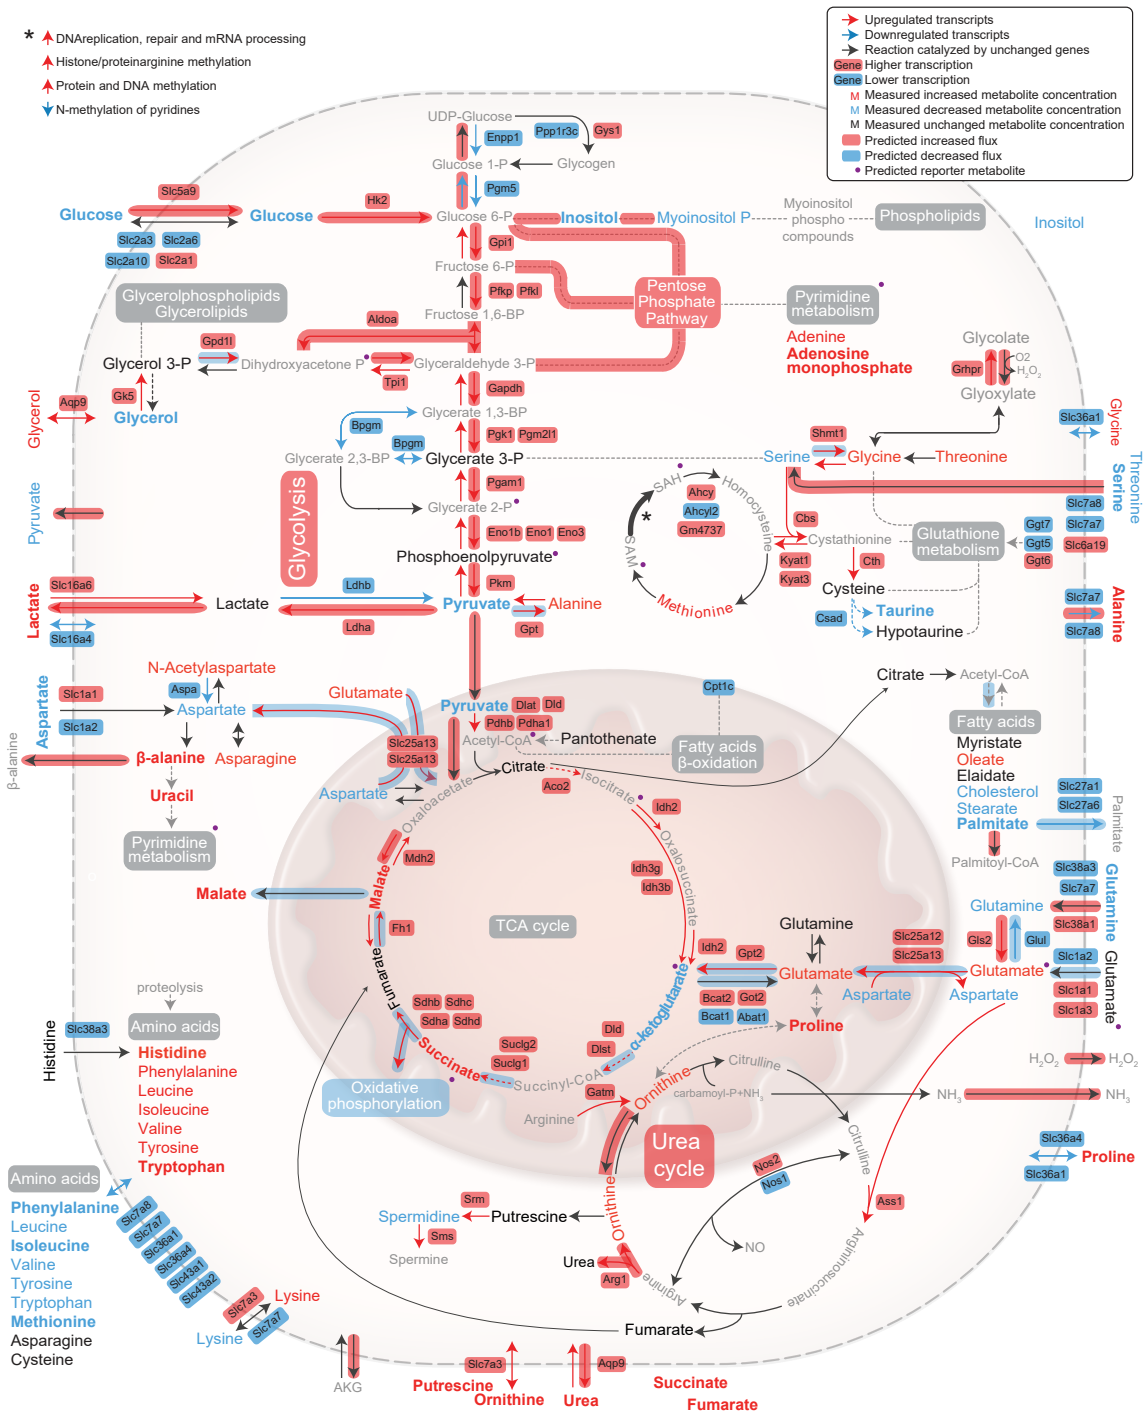 * DNAreplication, repair and mRNA processing
Histone/proteinarginine methylation
Protein and DNA methylation
N-methylation of pyridines
Upregulated transcripts
Downregulated transcripts
Reaction catalyzed by unchanged genes
Gene Higher transcription
Gene Lower transcription
M Measured increased metabolite concentration
M Measured decreased metabolite concentration
M Measured unchanged metabolite concentration
Predicted increased flux
Predicted decreased flux
Predicted reporter metabolite
UDP-Glucose
Enpp1
Ppp1r3c
Gys1
Glucose 1-P
Glycogen
Pgm5
Slc5a9
Glucose
Glucose
Hk2
Glucose 6-P
Inositol
Myoinositol P
Myoinositol
phospho
compounds
Phospholipids
Inositol
Slc2a3
Slc2a6
Slc2a10
Slc2a1
Gpi1
Fructose 6-P
Pfkp
Pfkl
Fructose 1,6-BP
Pentose
Phosphate
Pathway
Pyrimidine
metabolism
Glycerolphospholipids
Glycerolipids
Aldoa
Gpd1l
Glycerol 3-P
Dihydroxyacetone P
Tpi1
Glyceraldehyde 3-P
Gapdh
Adenine
Adenosine
monophosphate
Glycolate
Grhpr
O2
H2O2
Glyoxylate
Glycerol
Aqp9
Gk5
Glycerol
Glycerate 1,3-BP
Bpgm
Bpgm
Pgk1
Pgm2l1
Glycerate 2,3-BP
Glycerate 3-P
Pgam1
Glycerate 2-P
Eno1b
Eno1
Eno3
Phosphoenolpyruvate
Pkm
Glycolysis
Shmt1
Serine
Glycine
Threonine
Slc36a1
Glycine
Threonine
Serine
Slc7a8
Slc7a7
Slc6a19
SAH
Homocysteine
Ahcy
Ahcyl2
Gm4737
*
SAM
Methionine
Cbs
Cystathionine
Kyat1
Kyat3
Cth
Cysteine
Csad
Taurine
Hypotaurine
Glutathione
metabolism
Ggt7
Ggt5
Ggt6
Pyruvate
Lactate
Slc16a6
Slc16a4
Lactate
Ldhb
Ldha
Pyruvate
Alanine
Gpt
Slc7a7
Slc7a8
Alanine
N-Acetylaspartate
Aspa
Aspartate
Slc1a1
Slc1a2
Aspartate
β-alanine
β-alanine
Asparagine
Uracil
Pyrimidine
metabolism
Glutamate
Slc25a13
Slc25a13
Aspartate
Pyruvate
Dlat
Dld
Pdhb
Pdha1
Acetyl-CoA
Pantothenate
Cpt1c
Fatty acids
β-oxidation
Citrate
Acetyl-CoA
Fatty acids
Myristate
Oleate
Elaidate
Cholesterol
Stearate
Palmitate
Palmitoyl-CoA
Slc27a1
Slc27a6
Palmitate
Citrate
Aco2
Isocitrate
Idh2
Oxalosuccinate
Idh3g
Idh3b
Idh2
Oxaloacetate
Mdh2
Malate
Malate
Fh1
Fumarate
TCA cycle
Glutamine
Gpt2
Glutamate
Bcat2
Got2
Bcat1
Abat1
Proline
α-ketoglutarate
Slc25a12
Slc25a13
Aspartate
Glutamine
Gls2
Glul
Glutamate
Aspartate
Slc38a3
Slc7a7
Slc38a1
Slc1a2
Slc1a1
Slc1a3
Glutamine
Glutamate
proteolysis
Amino acids
Slc38a3
Histidine
Histidine
Phenylalanine
Leucine
Isoleucine
Valine
Tyrosine
Tryptophan
Sdhb
Sdhc
Sdha
Sdhd
Succinate
Suclg2
Suclg1
Succinyl-CoA
Dld
Dlst
Oxidative
phosphorylation
Gatm
Arginine
Ornithine
Citrulline
carbamoyl-P+NH3
NH3
NH3
H2O2
H2O2
Urea
cycle
Citrulline
Nos2
Nos1
Ass1
Slc36a4
Proline
Slc36a1
Amino acids
Phenylalanine
Leucine
Isoleucine
Valine
Tyrosine
Tryptophan
Methionine
Asparagine
Cysteine
Slc7a8
Slc7a7
Slc36a1
Slc36a4
Slc43a1
Slc43a2
Slc7a3
Slc7a7
Lysine
Lysine
Srm
Spermidine
Putrescine
Sms
Spermine
Ornithine
Urea
Arg1
Arginine
NO
Argininosuccinate
Fumarate
AKG
Slc7a3
Putrescine
Ornithine
Urea
Aqp9
Succinate
Fumarate